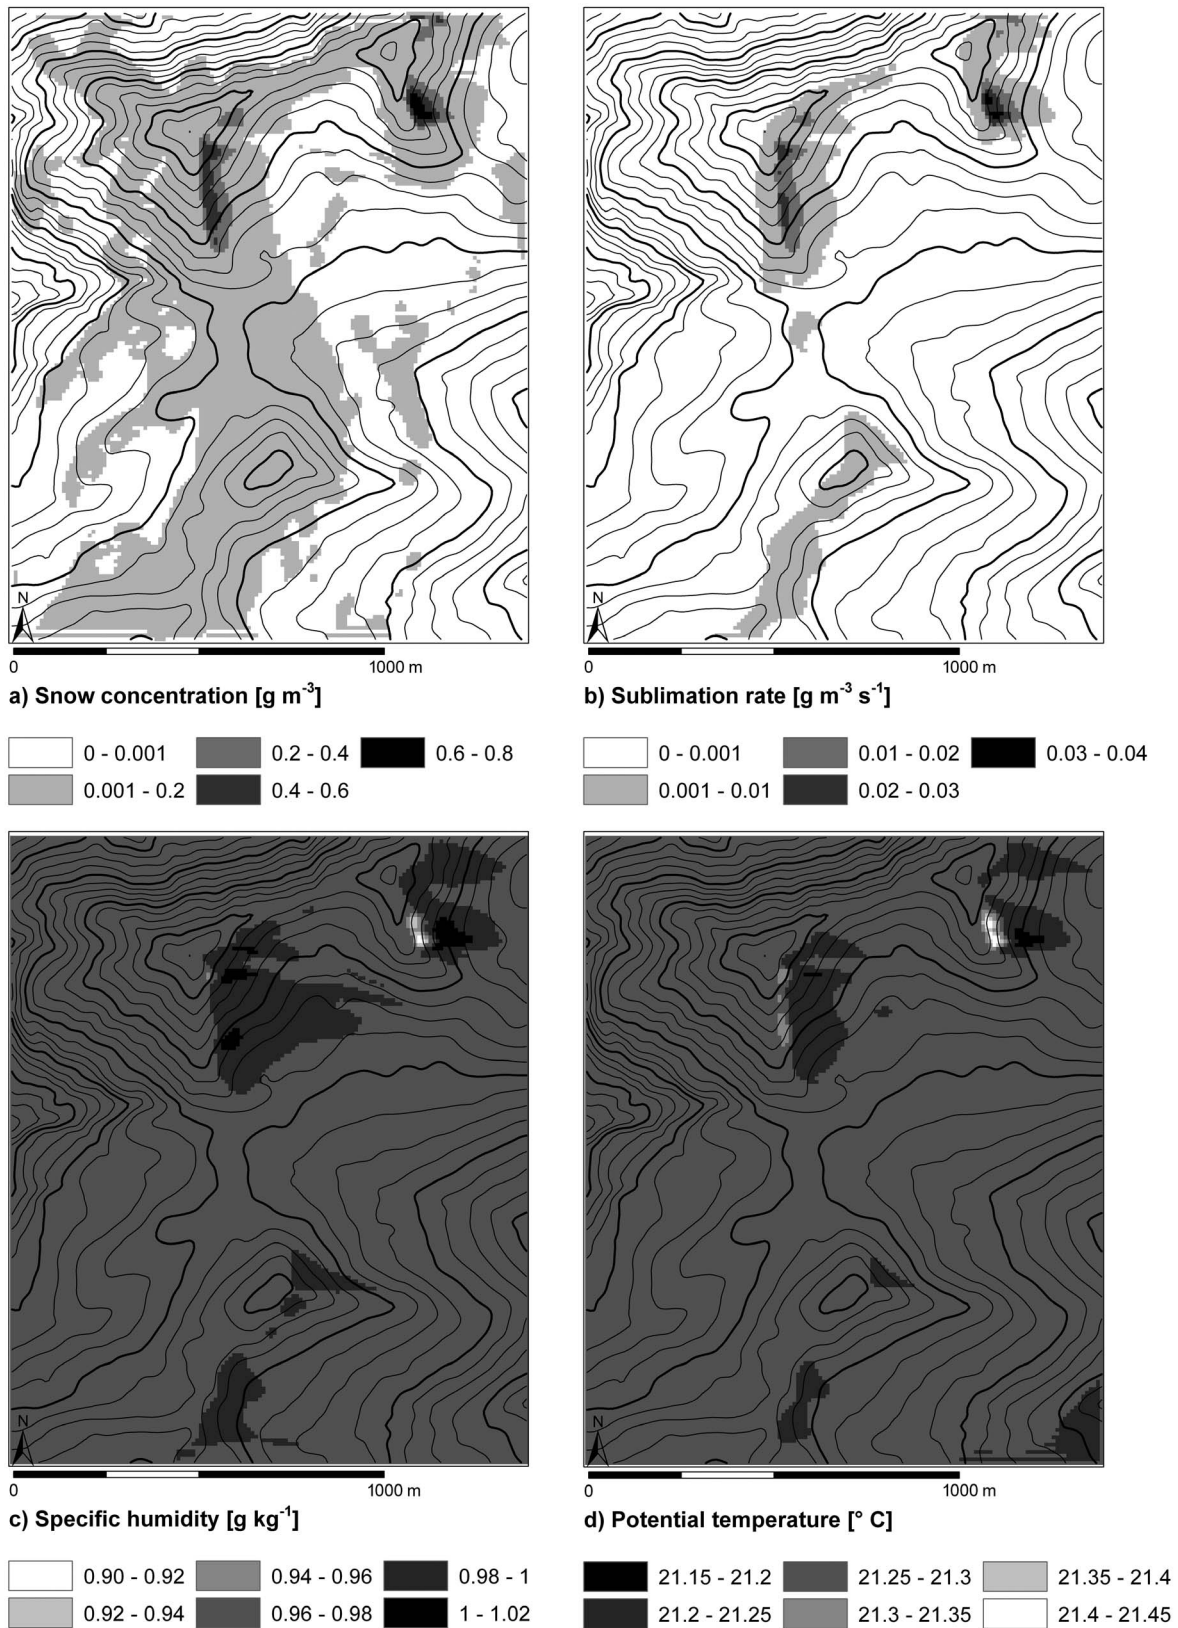 N
0 1000 m
a) Snow concentration [g m-3]
0 - 0.001 0.2 - 0.4 0.6 - 0.8
0.001 - 0.2 0.4 - 0.6
N
0 1000 m
b) Sublimation rate [g m-3 s-1]
0 - 0.001 0.01 - 0.02 0.03 - 0.04
0.001 - 0.01 0.02 - 0.03
N
0 1000 m
c) Specific humidity [g kg-1]
0.90 - 0.92 0.94 - 0.96 0.98 - 1
0.92 - 0.94 0.96 - 0.98 1 - 1.02
N
0 1000 m
d) Potential temperature [° C]
21.15 - 21.2 21.25 - 21.3 21.35 - 21.4
21.2 - 21.25 21.3 - 21.35 21.4 - 21.45